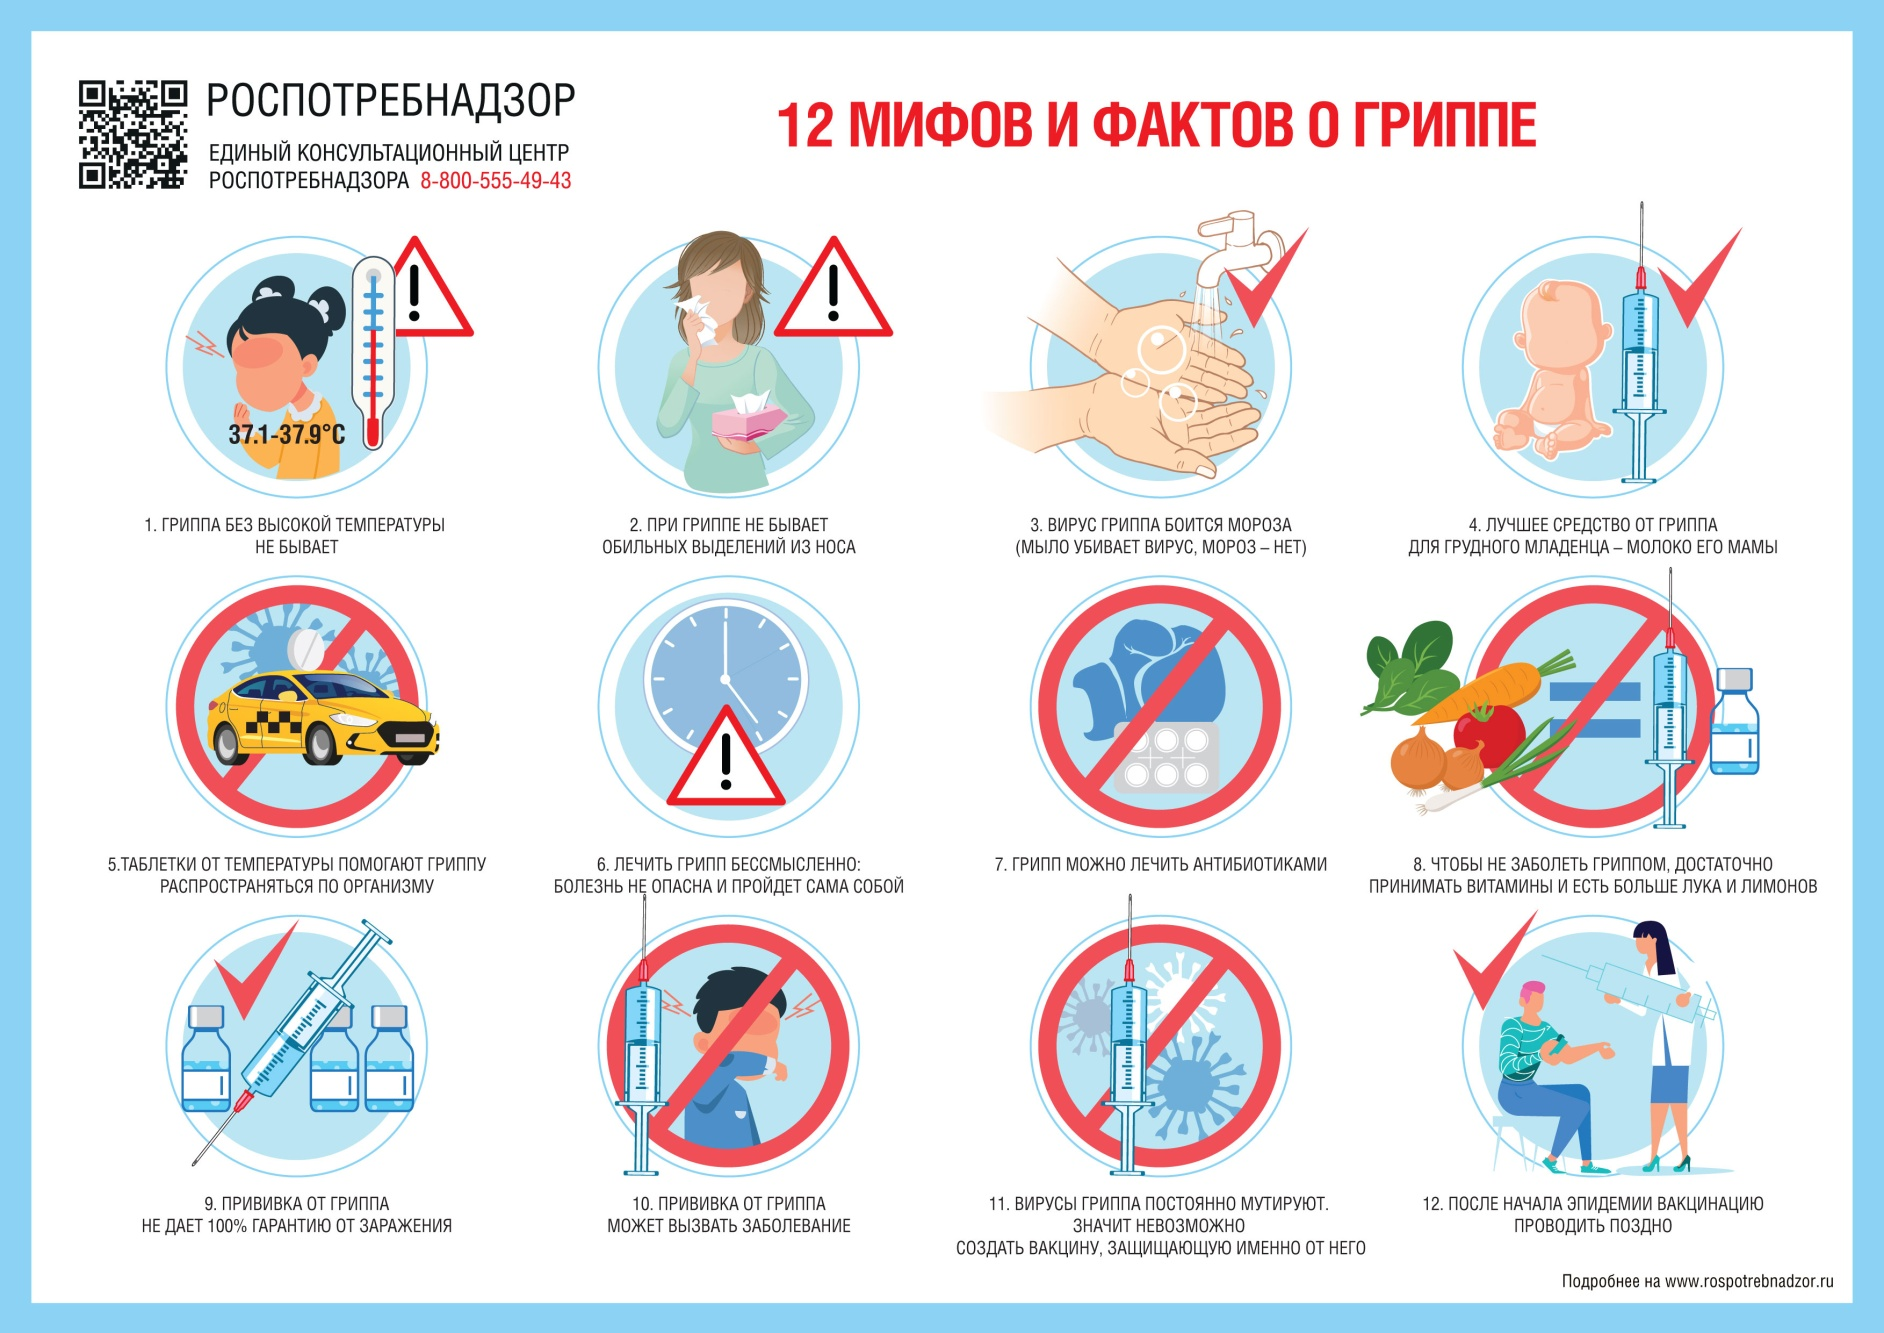 РОСПОТРЕБНАДЗОР
ЕДИНЫЙ КОНСУЛЬТАЦИОННЫЙ ЦЕНТР
РОСПОТРЕБНАДЗОРА 8-800-555-49-43
12 МИФОВ И ФАКТОВ О ГРИППЕ
37.1-37.9°C
1. ГРИППА БЕЗ ВЫСОКОЙ ТЕМПЕРАТУРЫ
НЕ БЫВАЕТ
2. ПРИ ГРИППЕ НЕ БЫВАЕТ
ОБИЛЬНЫХ ВЫДЕЛЕНИЙ ИЗ НОСА
3. ВИРУС ГРИППА БОИТСЯ МОРОЗА
(МЫЛО УБИВАЕТ ВИРУС, МОРОЗ – НЕТ)
4. ЛУЧШЕЕ СРЕДСТВО ОТ ГРИППА
ДЛЯ ГРУДНОГО МЛАДЕНЦА – МОЛОКО ЕГО МАМЫ
5.ТАБЛЕТКИ ОТ ТЕМПЕРАТУРЫ ПОМОГАЮТ ГРИППУ
РАСПРОСТРАНЯТЬСЯ ПО ОРГАНИЗМУ
6. ЛЕЧИТЬ ГРИПП БЕССМЫСЛЕННО:
БОЛЕЗНЬ НЕ ОПАСНА И ПРОЙДЕТ САМА СОБОЙ
7. ГРИПП МОЖНО ЛЕЧИТЬ АНТИБИОТИКАМИ
8. ЧТОБЫ НЕ ЗАБОЛЕТЬ ГРИППОМ, ДОСТАТОЧНО
ПРИНИМАТЬ ВИТАМИНЫ И ЕСТЬ БОЛЬШЕ ЛУКА И ЛИМОНОВ
9. ПРИВИВКА ОТ ГРИППА
НЕ ДАЕТ 100% ГАРАНТИЮ ОТ ЗАРАЖЕНИЯ
10. ПРИВИВКА ОТ ГРИППА
МОЖЕТ ВЫЗВАТЬ ЗАБОЛЕВАНИЕ
11. ВИРУСЫ ГРИППА ПОСТОЯННО МУТИРУЮТ.
ЗНАЧИТ НЕВОЗМОЖНО
СОЗДАТЬ ВАКЦИНУ, ЗАЩИЩАЮЩУЮ ИМЕННО ОТ НЕГО
12. ПОСЛЕ НАЧАЛА ЭПИДЕМИИ ВАКЦИНАЦИЮ
ПРОВОДИТЬ ПОЗДНО
Подробнее на www.rospotrebnadzor.ru